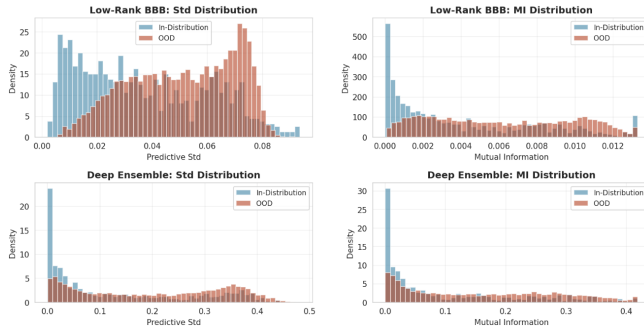 Low-Rank BBB: Std Distribution
In-Distribution
OOD
Density
25
20
15
10
5
0
0.00
0.02
0.04
0.06
0.08
Predictive Std
Low-Rank BBB: MI Distribution
In-Distribution
OOD
Density
500
400
300
200
100
0
0.000
0.002
0.004
0.006
0.008
0.010
0.012
Mutual Information
Deep Ensemble: Std Distribution
In-Distribution
OOD
Density
20
15
10
5
0
0.0
0.1
0.2
0.3
0.4
0.5
Predictive Std
Deep Ensemble: MI Distribution
In-Distribution
OOD
Density
30
25
20
15
10
5
0
0.0
0.1
0.2
0.3
0.4
Mutual Information